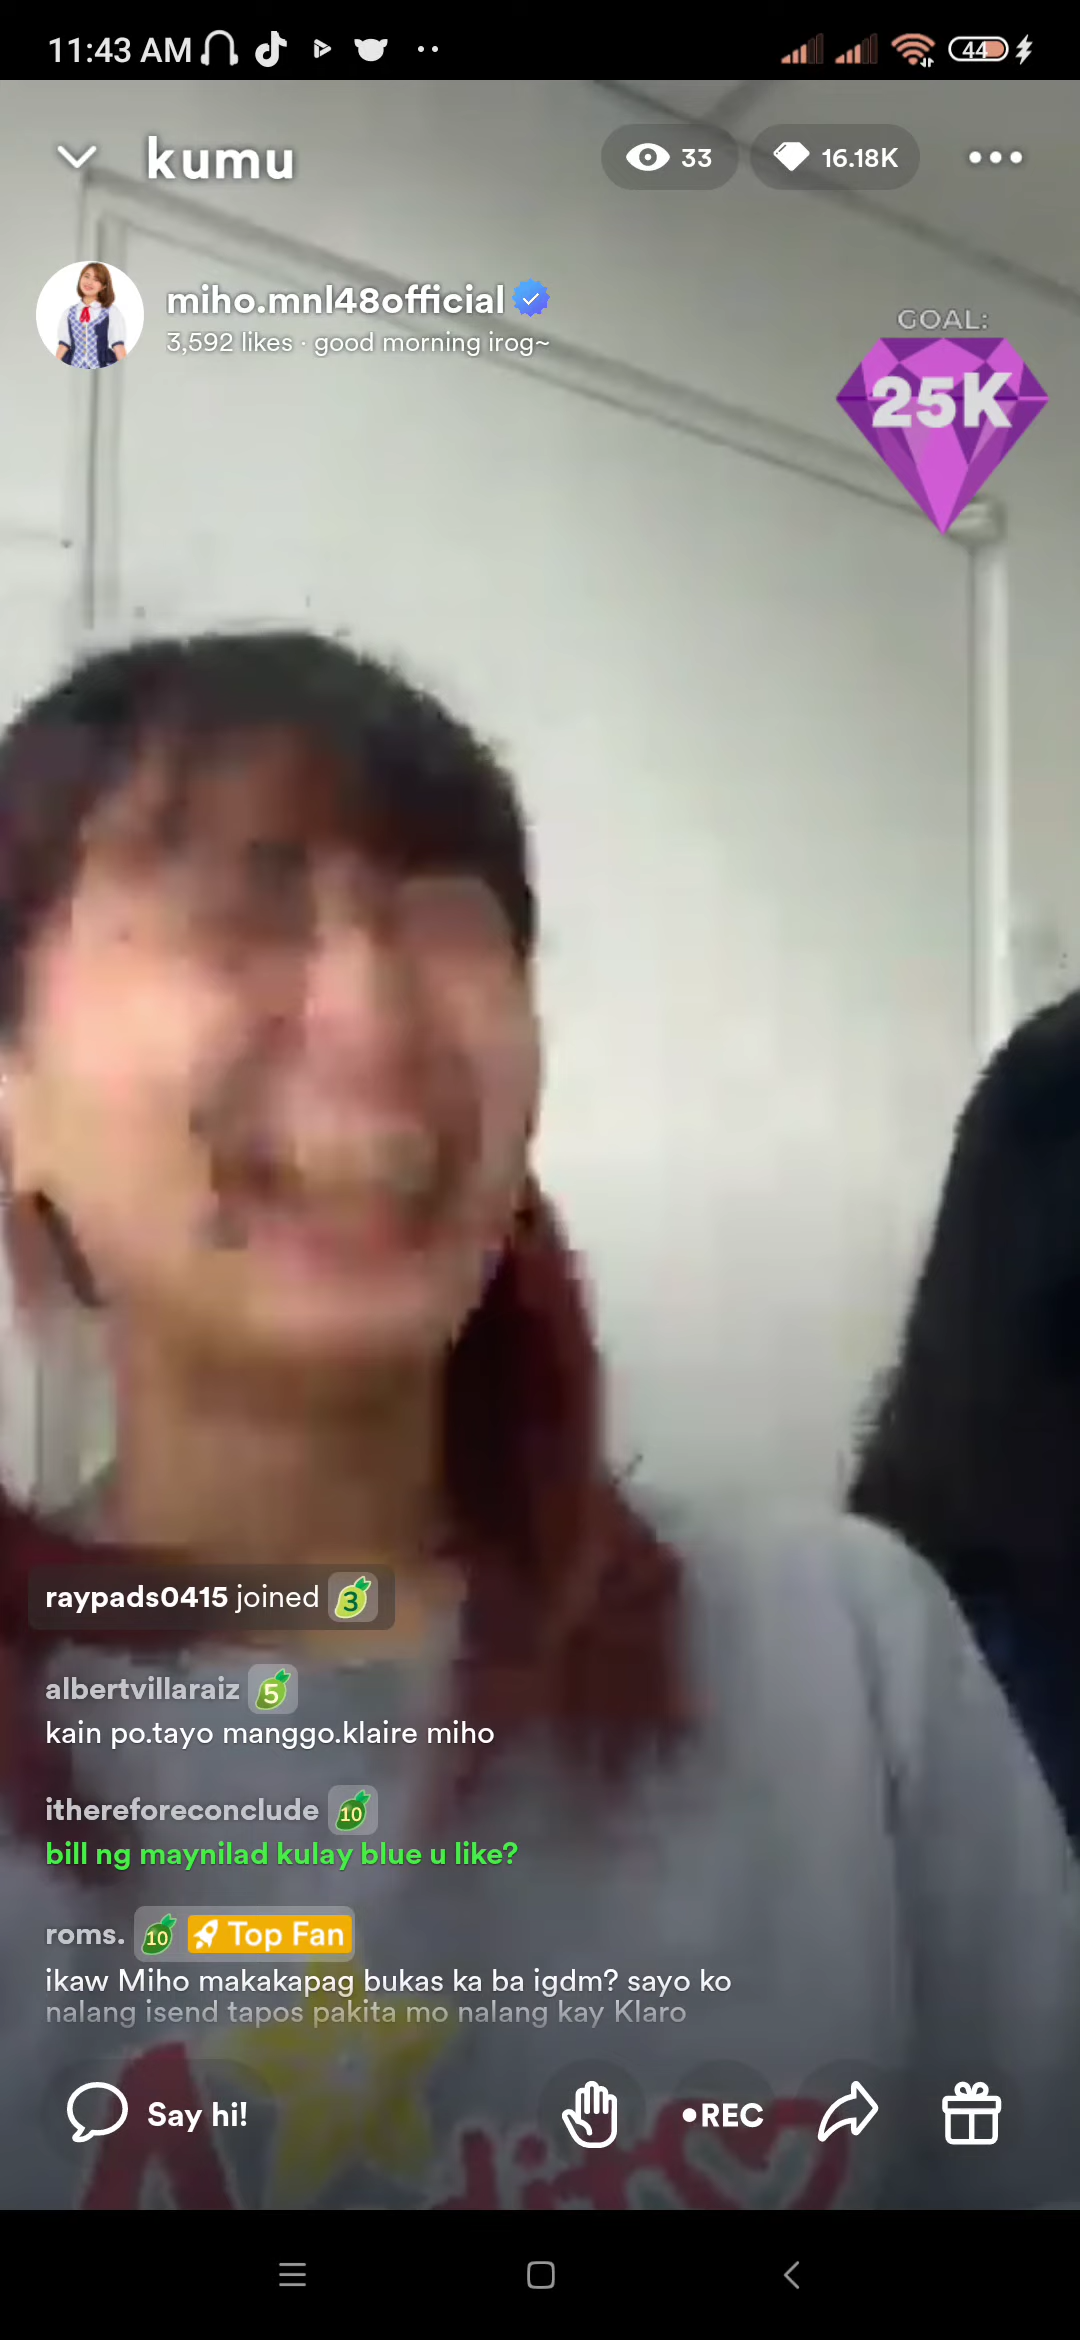 11:43 AM
44
kumu
33
16.18K
miho.mnl48official
3,592 likes · good morning irog~
GOAL:
25K
raypads0415 joined 3
albertvillaraiz 5
kain po.tayo manggo.klaire miho
ithereforeconclude 10
bill ng maynilad kulay blue u like?
roms. 10 Top Fan
ikaw Miho makakapag bukas ka ba igdm? sayo ko
nalang isend tapos pakita mo nalang kay Klaro
Say hi!
•REC